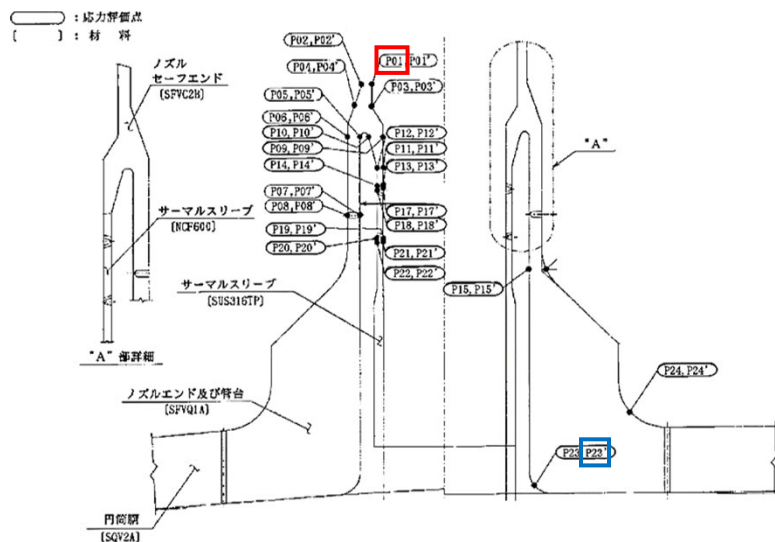 ：応力評価点
[ ]：材 料
ノズル
セーフエンド
[SFVC2B]
サーマルスリーブ
[NCF600]
"A" 部詳細
P02, P02'
P04, P04'
P01, P01'
P03, P03'
P05, P05'
P06, P06'
P10, P10'
P09, P09'
P14, P14'
P12, P12'
P11, P11'
P13, P13'
P07, P07'
P08, P08'
P17, P17'
P18, P18'
P19, P19'
P20, P20'
P21, P21'
P22, P22'
"A"
P15, P15'
サーマルスリーブ
[SUS316TP]
P24, P24'
ノズルエンド及び管台
[SFVQ1A]
P23, P23'
円筒胴
[SQV2A]